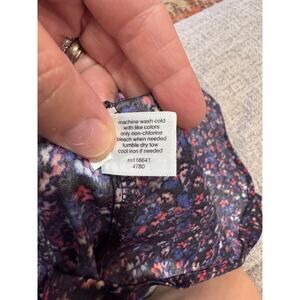 machine wash cold
with like colors
only non-chlorine
bleach when needed
tumble dry low
cool iron if needed
rn118641
4780